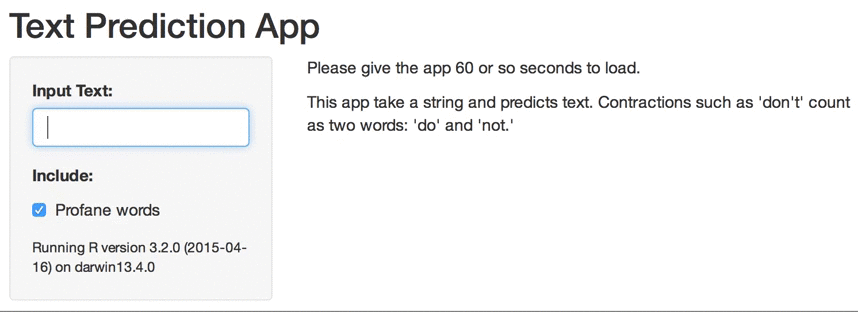 Text Prediction App
Input Text:
Include:
Profane words
Running R version 3.2.0 (2015-04-
16) on darwin13.4.0
Please give the app 60 or so seconds to load.
This app take a string and predicts text. Contractions such as 'don't' count
as two words: 'do' and 'not.'